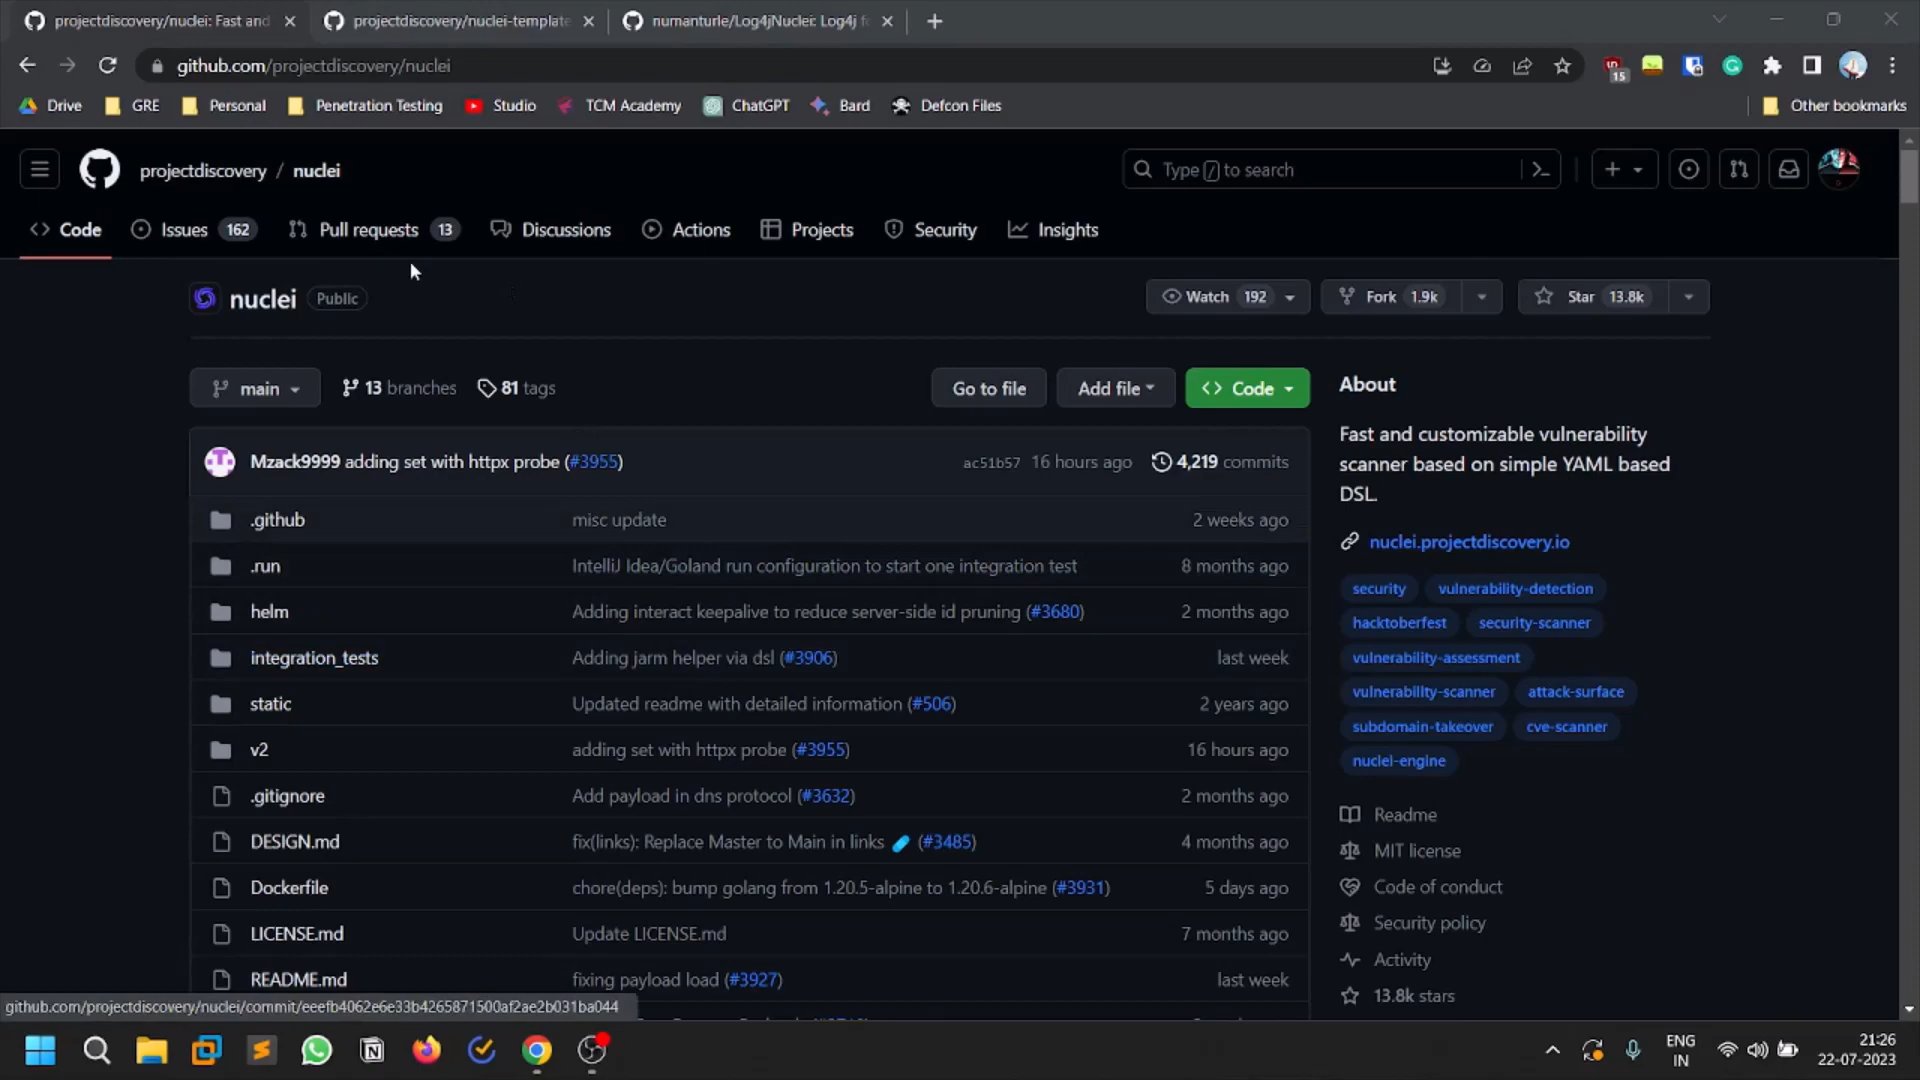 projectdiscovery/nuclei: Fast and
projectdiscovery/nuclei-template
numanturle/Log4jNuclei: Log4j f
github.com/projectdiscovery/nuclei
15
Drive
GRE
Personal
Penetration Testing
Studio
TCM Academy
ChatGPT
Bard
Defcon Files
Other bookmarks
projectdiscovery / nuclei
Type / to search
Code
Issues 162
Pull requests 13
Discussions
Actions
Projects
Security
Insights
nuclei Public
Watch 192
Fork 1.9k
Star 13.8k
main
13 branches
81 tags
Go to file
Add file
Code
Mzack9999 adding set with httpx probe (#3955)
ac51b57 16 hours ago
4,219 commits
.github misc update 2 weeks ago
.run IntelliJ Idea/Goland run configuration to start one integration test 8 months ago
helm Adding interact keepalive to reduce server-side id pruning (#3680) 2 months ago
integration_tests Adding jarm helper via dsl (#3906) last week
static Updated readme with detailed information (#506) 2 years ago
v2 adding set with httpx probe (#3955) 16 hours ago
.gitignore Add payload in dns protocol (#3632) 2 months ago
DESIGN.md fix(links): Replace Master to Main in links (#3485) 4 months ago
Dockerfile chore(deps): bump golang from 1.20.5-alpine to 1.20.6-alpine (#3931) 5 days ago
LICENSE.md Update LICENSE.md 7 months ago
README.md fixing payload load (#3927) last week
About
Fast and customizable vulnerability
scanner based on simple YAML based
DSL.
nuclei.projectdiscovery.io
security vulnerability-detection
hacktoberfest security-scanner
vulnerability-assessment
vulnerability-scanner attack-surface
subdomain-takeover cve-scanner
nuclei-engine
Readme
MIT license
Code of conduct
Security policy
Activity
13.8k stars
github.com/projectdiscovery/nuclei/commit/eeefb4062e6e33b4265871500af2ae2b031ba044
ENG
IN
21:26
22-07-2023